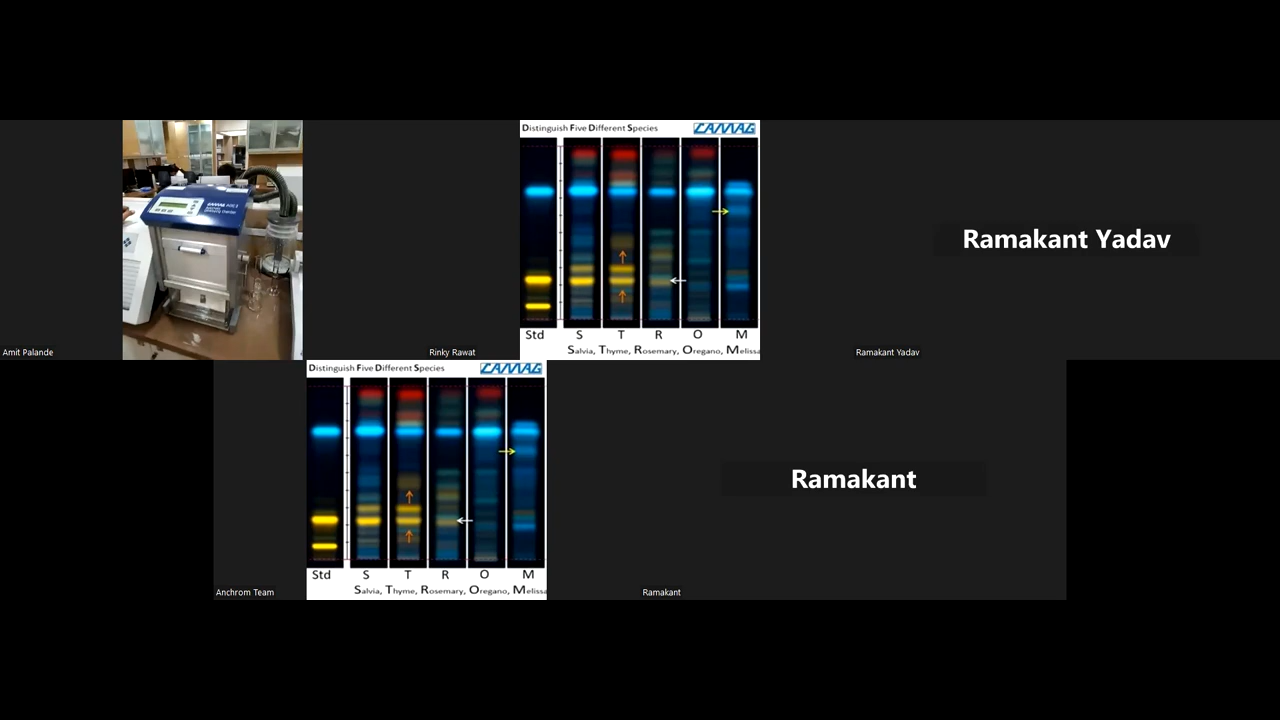 Distinguish Five Different Species CAMAG
Ramakant Yadav
Std S T R O M
Salvia, Thyme, Rosemary, Oregano, Melissa
Amit Palande
Rinky Rawat
Ramakant Yadav
Distinguish Five Different Species CAMAG
Ramakant
Std S T R O M
Salvia, Thyme, Rosemary, Oregano, Melissa
Anchrom Team
Ramakant